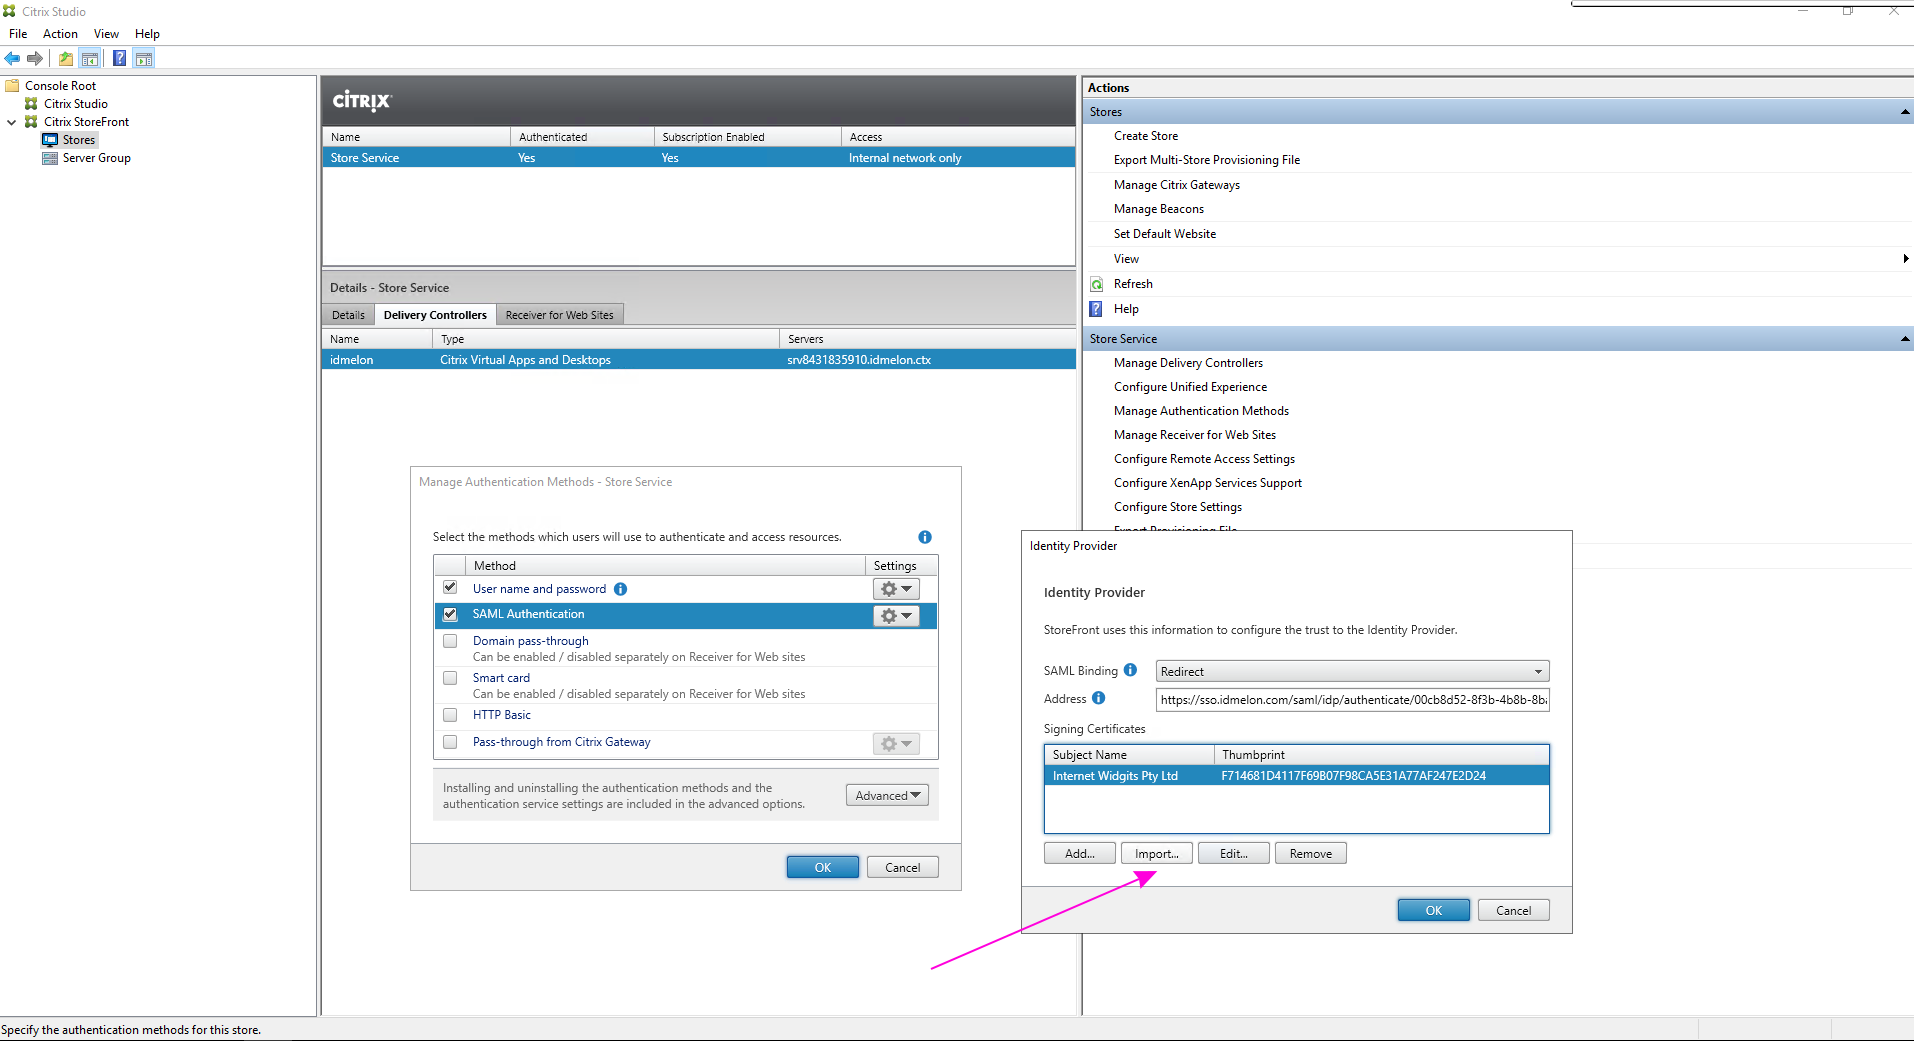 Citrix Studio
File Action View Help
Console Root
Citrix Studio
Citrix StoreFront
Stores
Server Group
CITRIX
Name Authenticated Subscription Enabled Access
Store Service Yes Yes Internal network only
Details - Store Service
Details Delivery Controllers Receiver for Web Sites
Name Type Servers
idmelon Citrix Virtual Apps and Desktops srv8431835910.idmelon.ctx
Manage Authentication Methods - Store Service
Select the methods which users will use to authenticate and access resources.
Method Settings
User name and password
SAML Authentication
Domain pass-through
Can be enabled / disabled separately on Receiver for Web sites
Smart card
Can be enabled / disabled separately on Receiver for Web sites
HTTP Basic
Pass-through from Citrix Gateway
Installing and uninstalling the authentication methods and the
authentication service settings are included in the advanced options.
Advanced
OK Cancel
Actions
Stores
Create Store
Export Multi-Store Provisioning File
Manage Citrix Gateways
Manage Beacons
Set Default Website
View
Refresh
Help
Store Service
Manage Delivery Controllers
Configure Unified Experience
Manage Authentication Methods
Manage Receiver for Web Sites
Configure Remote Access Settings
Configure XenApp Services Support
Configure Store Settings
Export Provisioning File
Identity Provider
Identity Provider
StoreFront uses this information to configure the trust to the Identity Provider.
SAML Binding Redirect
Address https://sso.idmelon.com/saml/idp/authenticate/00cb8d52-8f3b-4b8b-8b
Signing Certificates
Subject Name Thumbprint
Internet Widgits Pty Ltd F714681D4117F69B07F98CA5E31A77AF247E2D24
Add... Import... Edit... Remove
OK Cancel
Specify the authentication methods for this store.